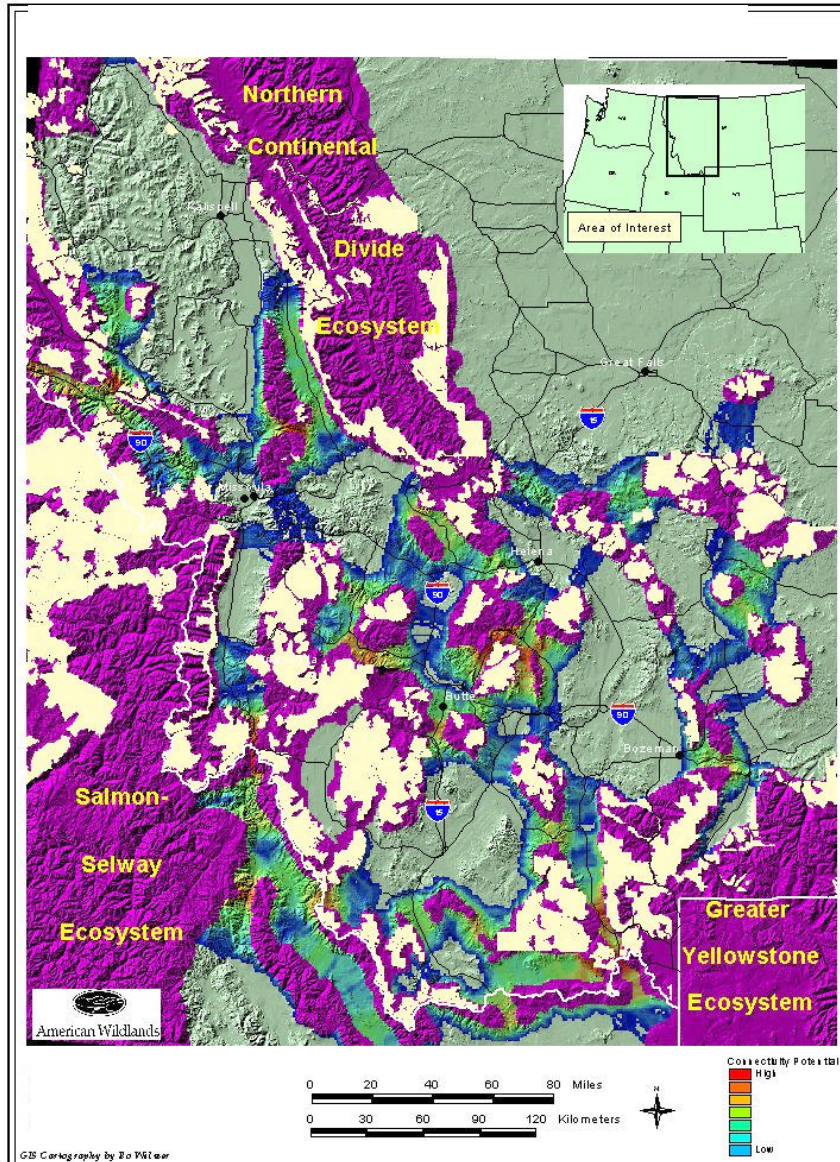 Northern
Continental
Divide
Ecosystem
Area of Interest
Kalispell
Great Falls
15
90
Missoula
Helena
90
Butte
90
Bozeman
15
Salmon-
Selway
Ecosystem
Greater
Yellowstone
Ecosystem
American Wildlands
Connectivity Potential
High
Low
0 20 40 60 80 Miles
0 30 60 90 120 Kilometers
N
GIS Cartography by Bo Wilmer